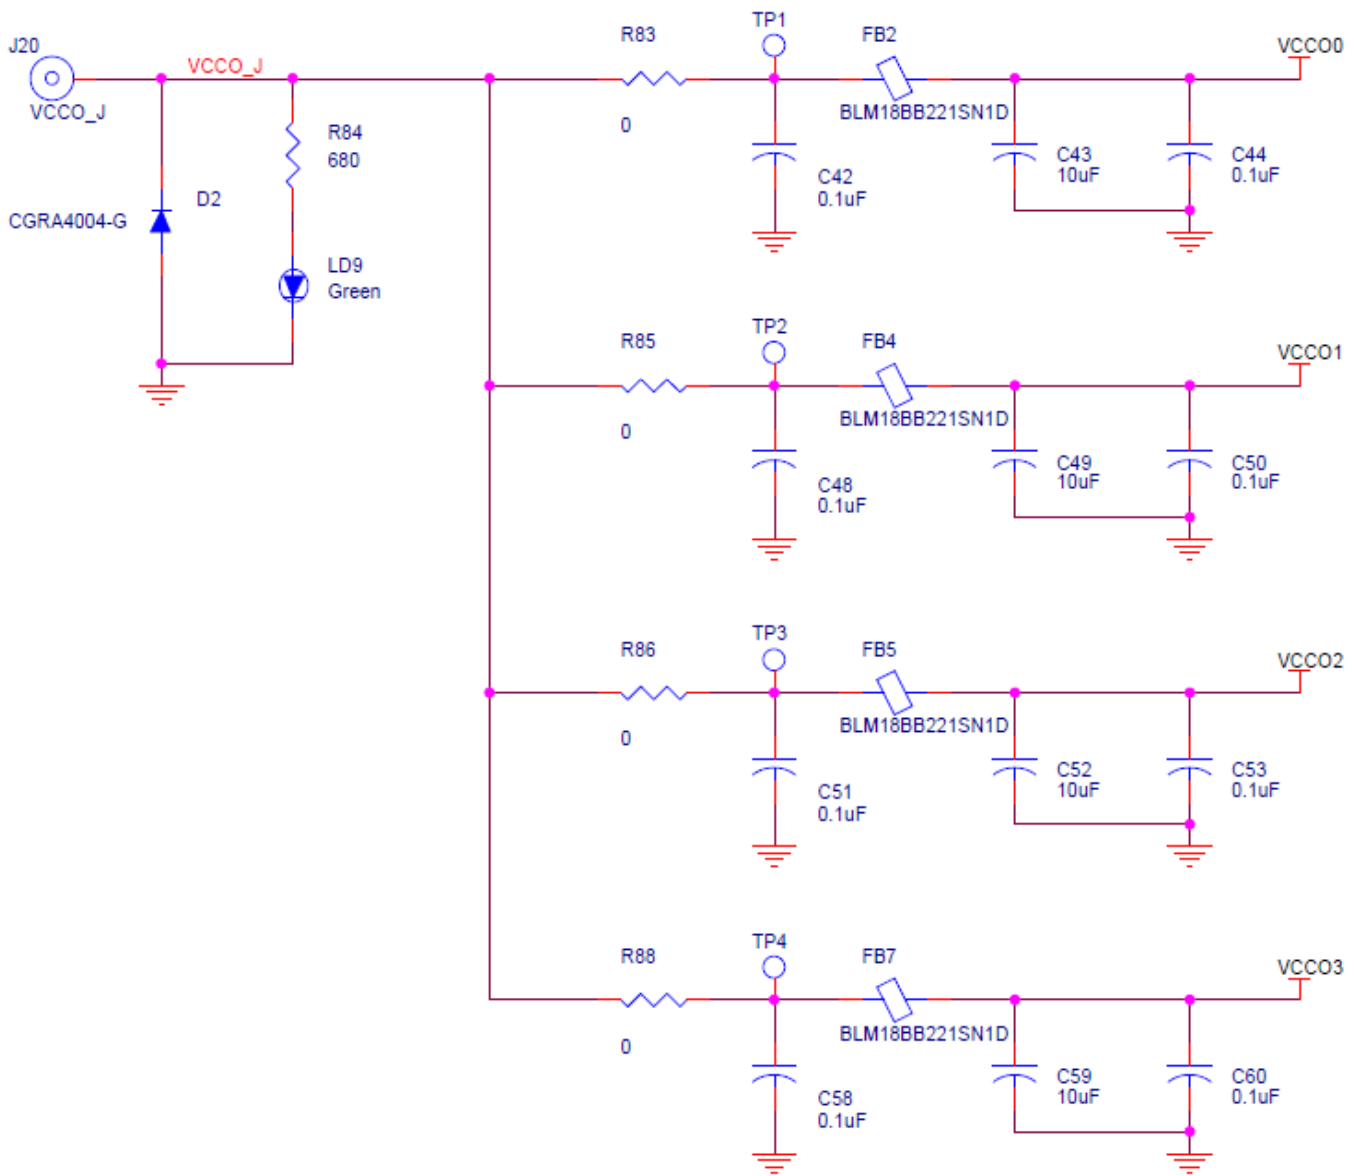 J20
VCCO_J
VCCO_J
R84
680
D2
CGRA4004-G
LD9
Green
R83
0
TP1
FB2
BLM18BB221SN1D
C42
0.1uF
C43
10uF
C44
0.1uF
VCCO0
R85
0
TP2
FB4
BLM18BB221SN1D
C48
0.1uF
C49
10uF
C50
0.1uF
VCCO1
R86
0
TP3
FB5
BLM18BB221SN1D
C51
0.1uF
C52
10uF
C53
0.1uF
VCCO2
R88
0
TP4
FB7
BLM18BB221SN1D
C58
0.1uF
C59
10uF
C60
0.1uF
VCCO3